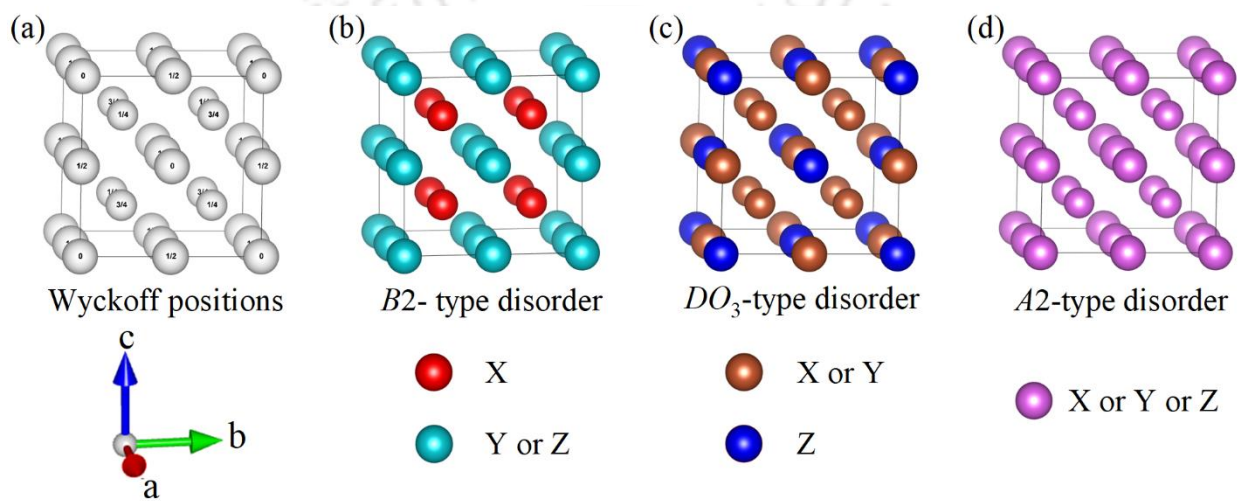 (a) (b) (c) (d)
0 1/2 0
3/4 1/4
1/4 3/4
1/2 0 1/2
1/4 3/4
3/4 1/4
0 1/2 0
Wyckoff positions B2- type disorder DO3-type disorder A2-type disorder
c
b
a
X X or Y
X or Y or Z
Y or Z Z